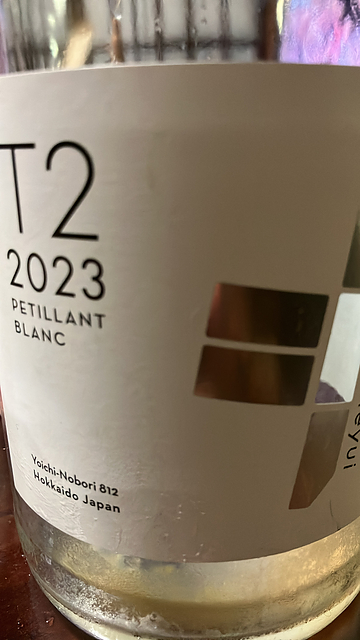 T2
2023
PETILLANT
BLANC
Yoichi-Nobori 812
Hokkaido Japan